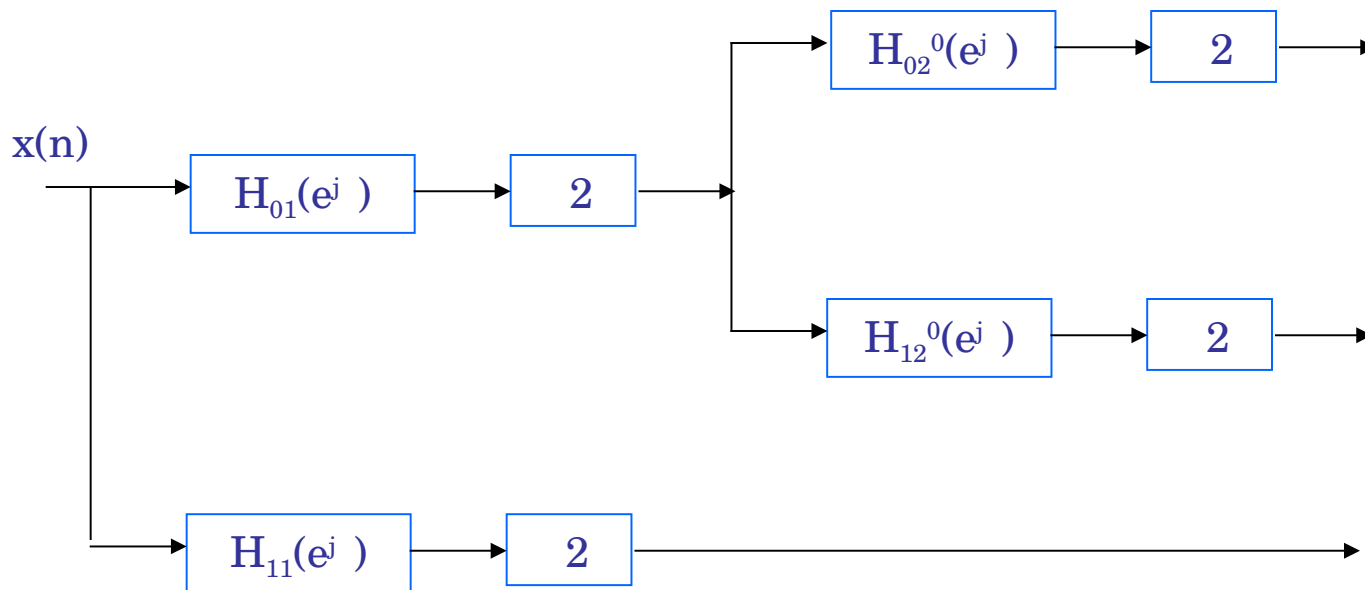 H₀₂⁰(eʲ ) 2
x(n)
H₀₁(eʲ ) 2
H₁₂⁰(eʲ ) 2
H₁₁(eʲ ) 2